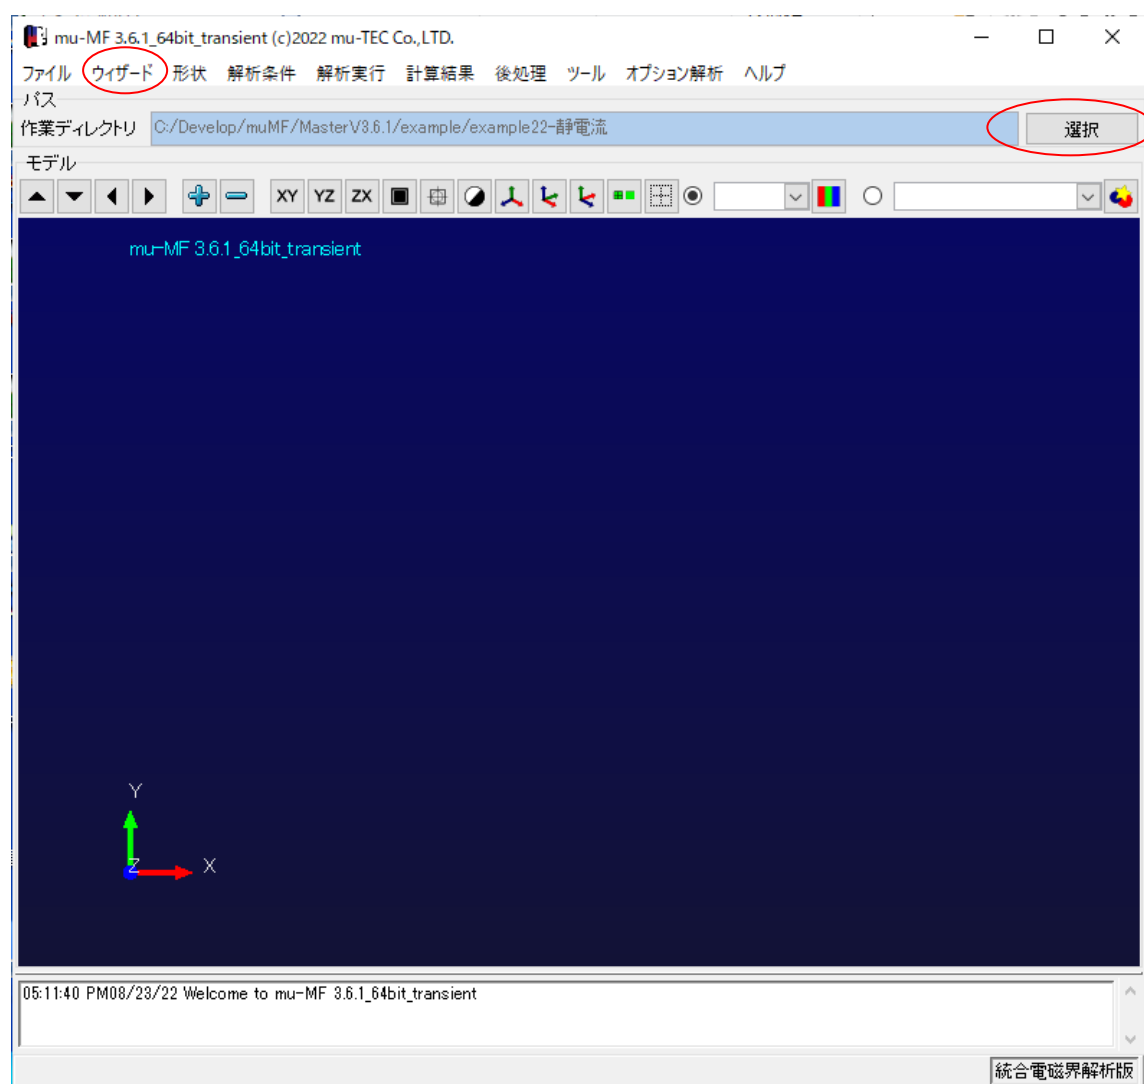 mu-MF 3.6.1_64bit_transient (c)2022 mu-TEC Co.,LTD.
ファイル ウィザード 形状 解析条件 解析実行 計算結果 後処理 ツール オプション解析 ヘルプ
パス
作業ディレクトリ C:/Develop/muMF/MasterV3.6.1/example/example22-静電流 選択
モデル
XY YZ ZX
mu-MF 3.6.1_64bit_transient
Y
Z X
05:11:40 PM08/23/22 Welcome to mu-MF 3.6.1_64bit_transient
統合電磁界解析版